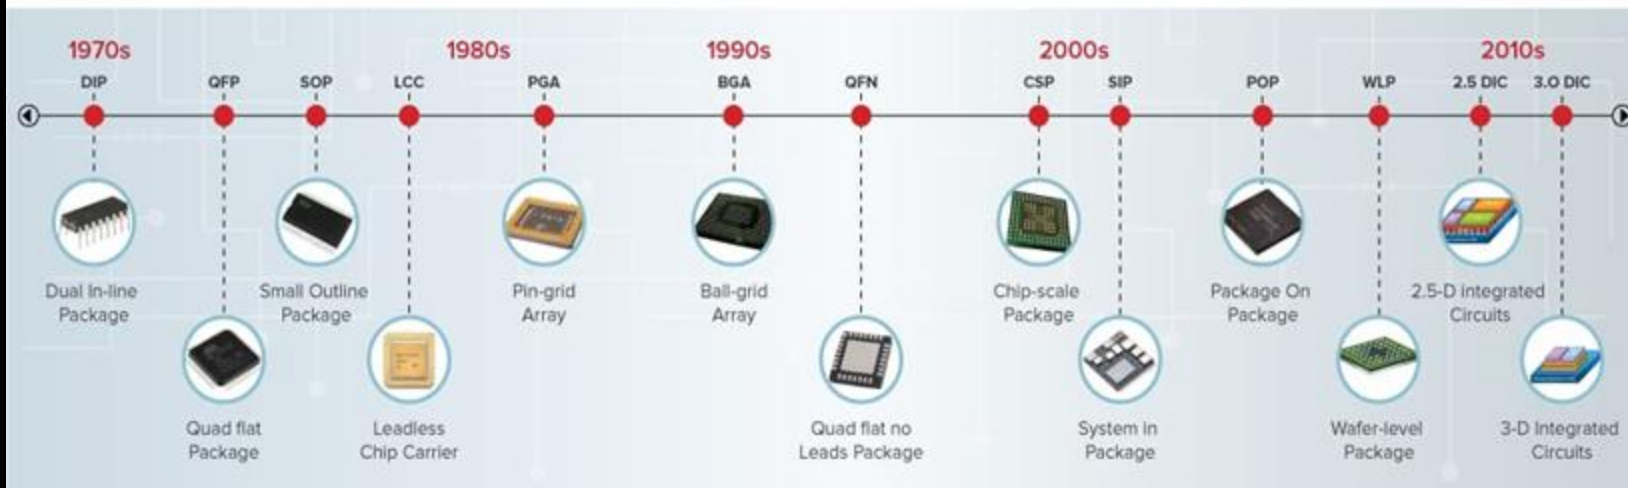 1970s
1980s
1990s
2000s
2010s
DIP
QFP
SOP
LCC
PGA
BGA
QFN
CSP
SIP
POP
WLP
2.5 DIC
3.0 DIC
Dual In-line
Package
Small Outline
Package
Pin-grid
Array
Ball-grid
Array
Chip-scale
Package
Package On
Package
2.5-D integrated
Circuits
Quad flat
Package
Leadless
Chip Carrier
Quad flat no
Leads Package
System in
Package
Wafer-level
Package
3-D Integrated
Circuits